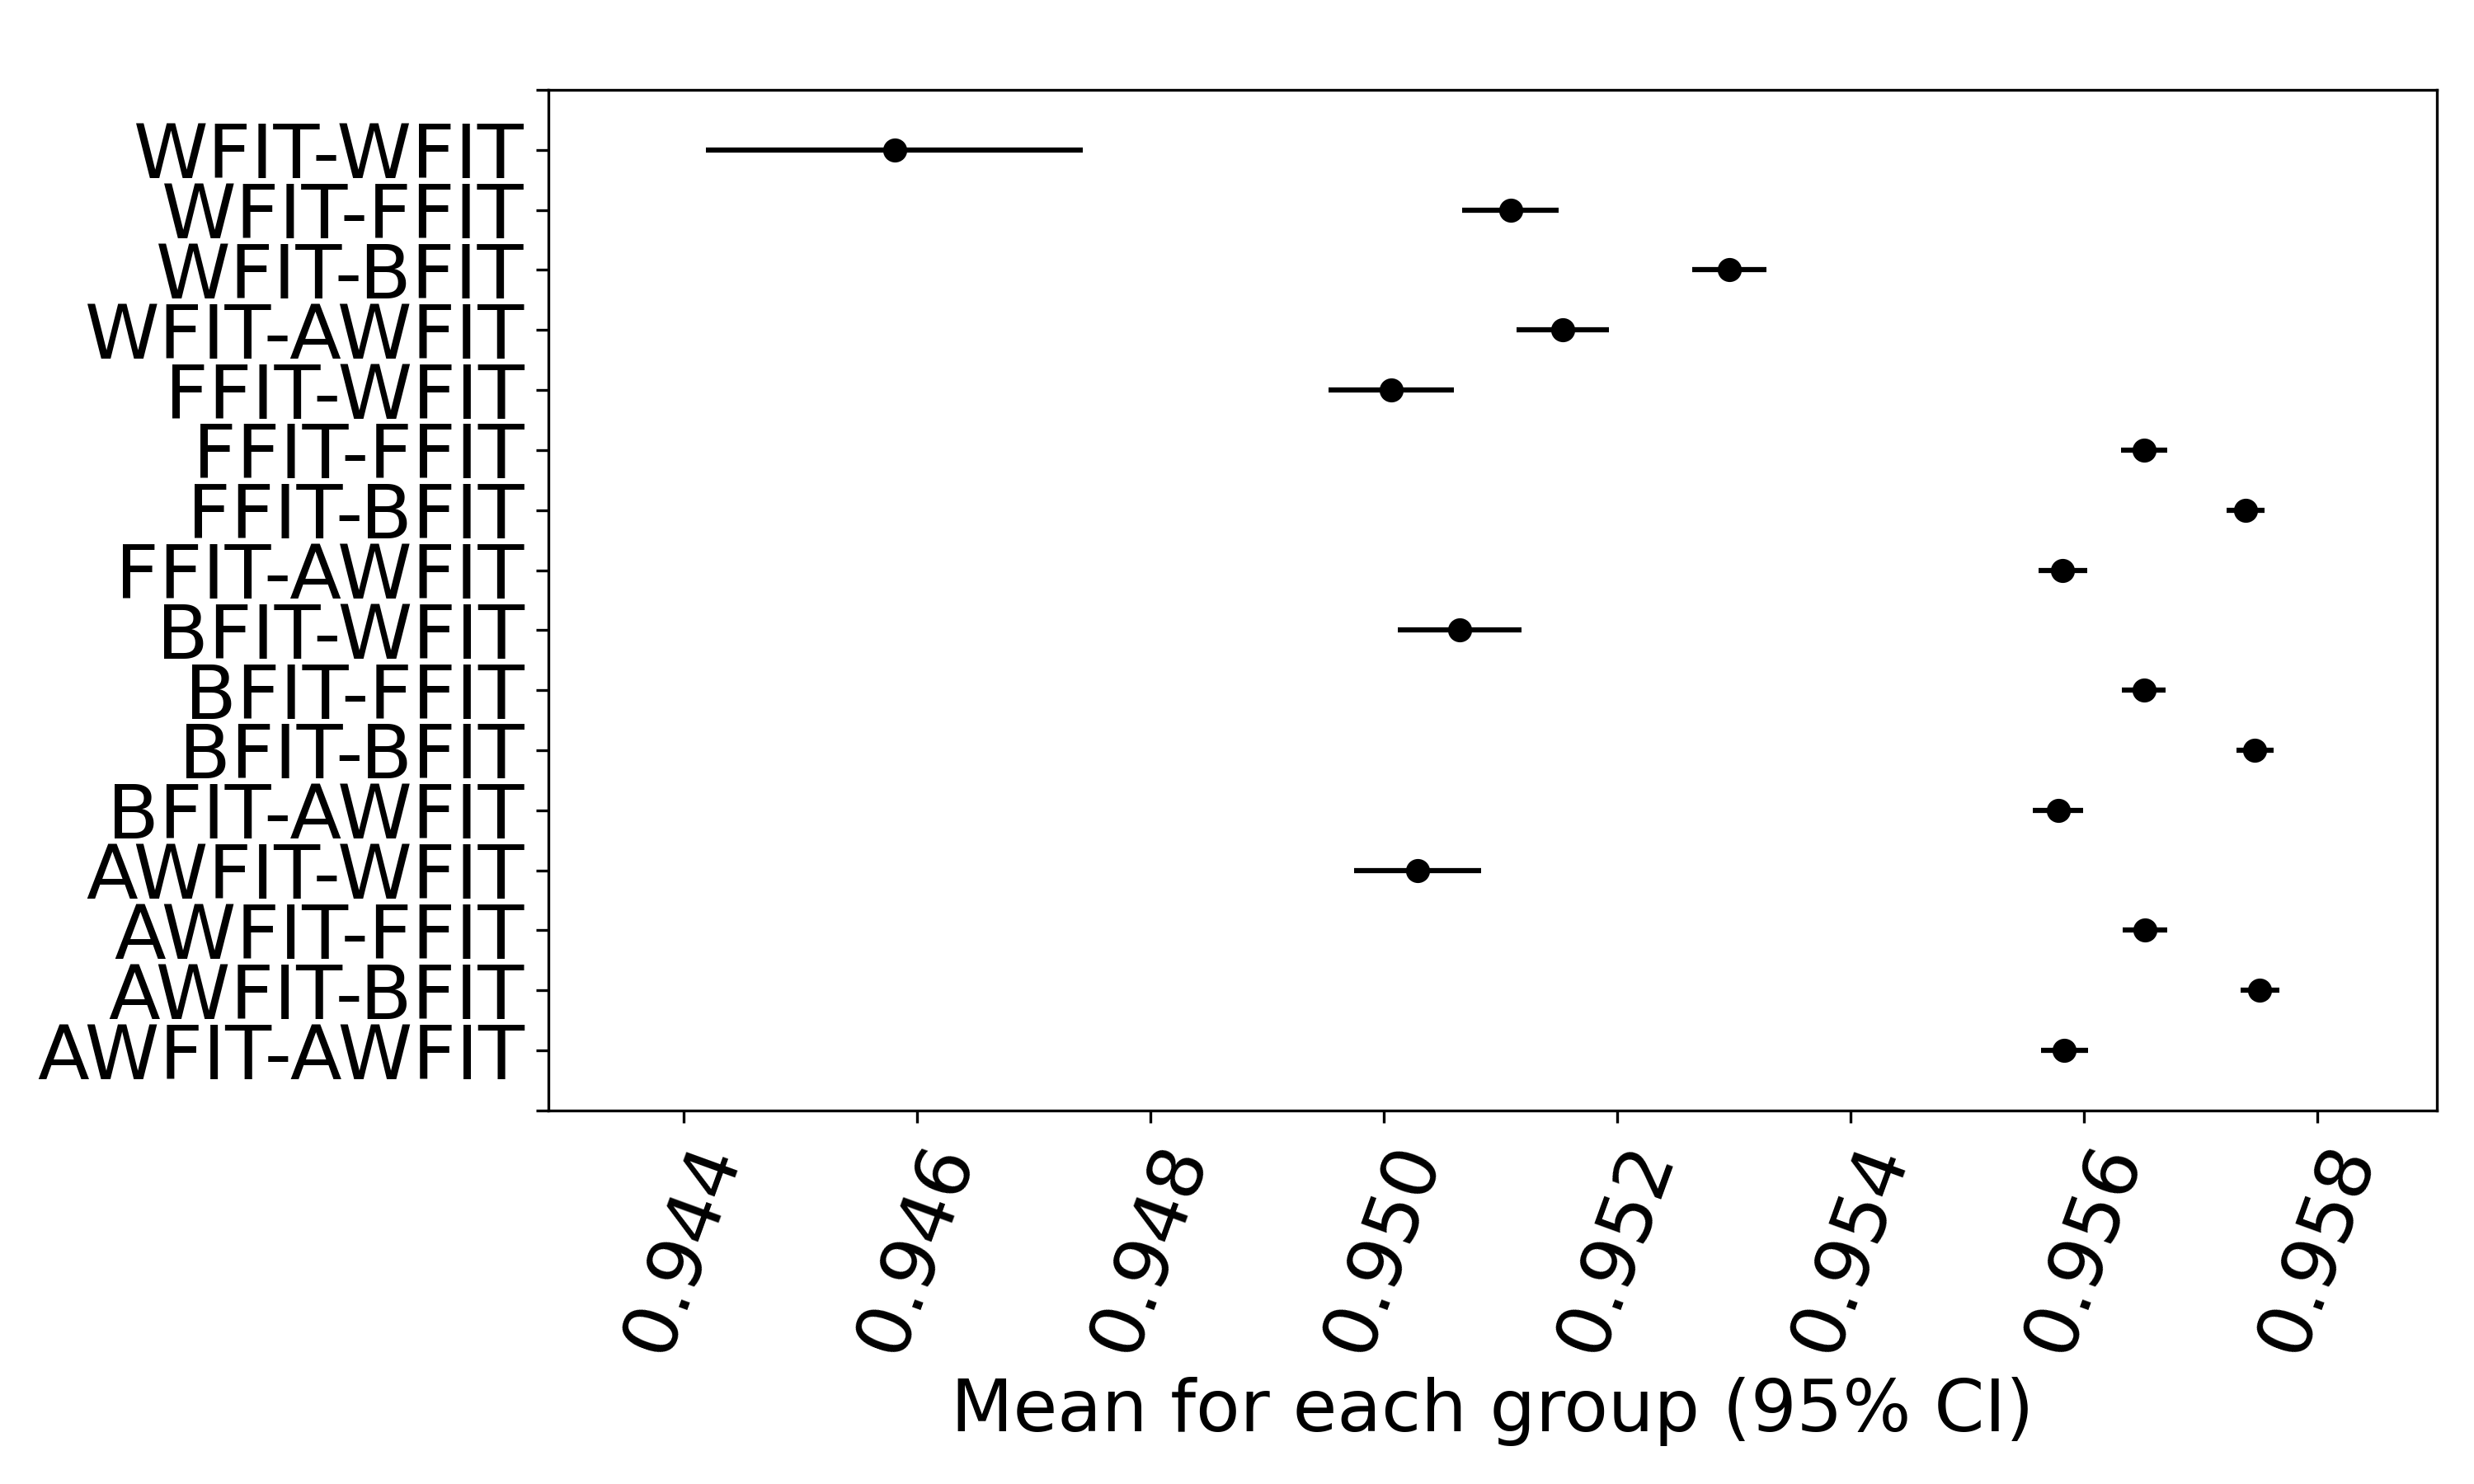 WFIT-WFIT
WFIT-FFIT
WFIT-BFIT
WFIT-AWFIT
FFIT-WFIT
FFIT-FFIT
FFIT-BFIT
FFIT-AWFIT
BFIT-WFIT
BFIT-FFIT
BFIT-BFIT
BFIT-AWFIT
AWFIT-WFIT
AWFIT-FFIT
AWFIT-BFIT
AWFIT-AWFIT
0.944 0.946 0.948 0.950 0.952 0.954 0.956 0.958
Mean for each group (95% CI)